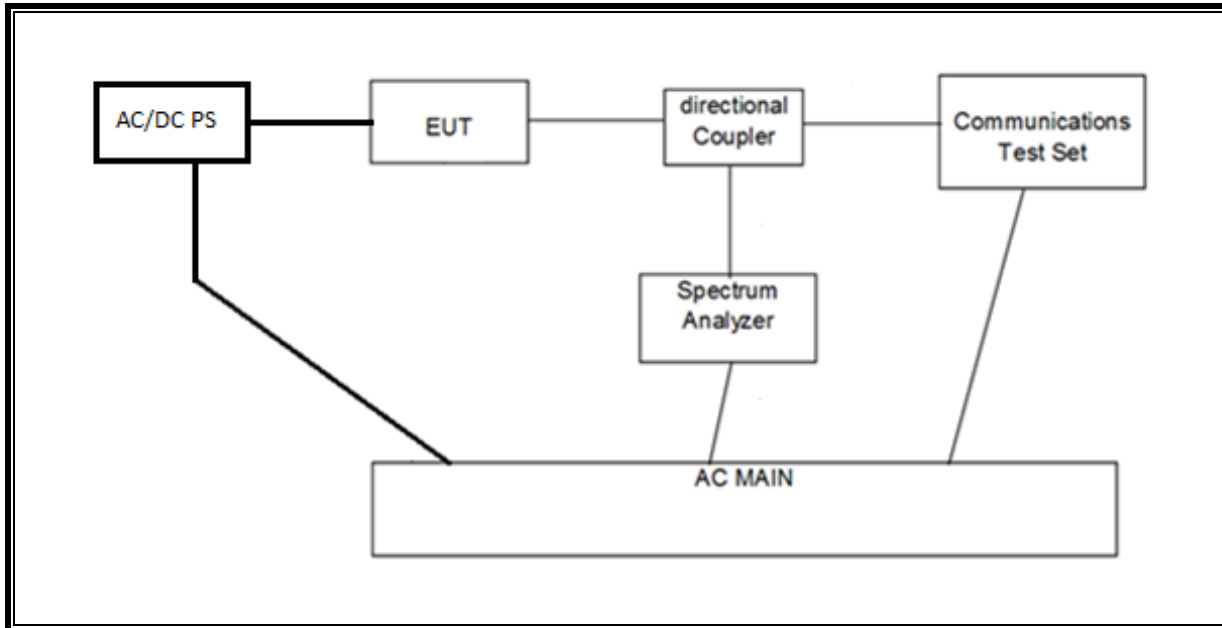 AC/DC PS
EUT
directional
Coupler
Communications
Test Set
Spectrum
Analyzer
AC MAIN